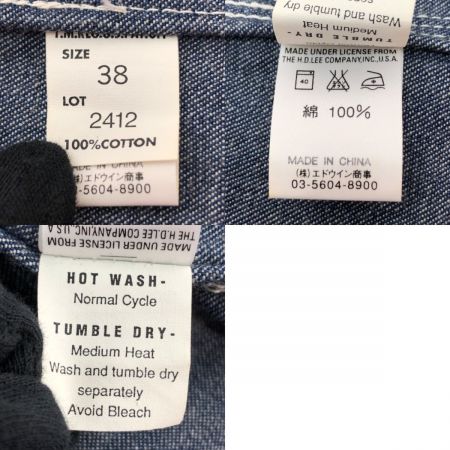 SIZE
38
LOT
2412
100%COTTON
MADE IN CHINA
(株)エドウイン商事
03-5604-8900
Wash and tumble dry
Medium Heat
TUMBLE DRY-
MADE UNDER LICENSE FROM
THE H.D.LEE COMPANY,INC.,U.S.A.
40
綿 100%
MADE IN CHINA
(株)エドウイン商事
03-5604-8900
THE H.D.LEE COMPANY,INC.,U.S.A
MADE UNDER LICENSE FROM
HOT WASH-
Normal Cycle
TUMBLE DRY-
Medium Heat
Wash and tumble dry
separately
Avoid Bleach